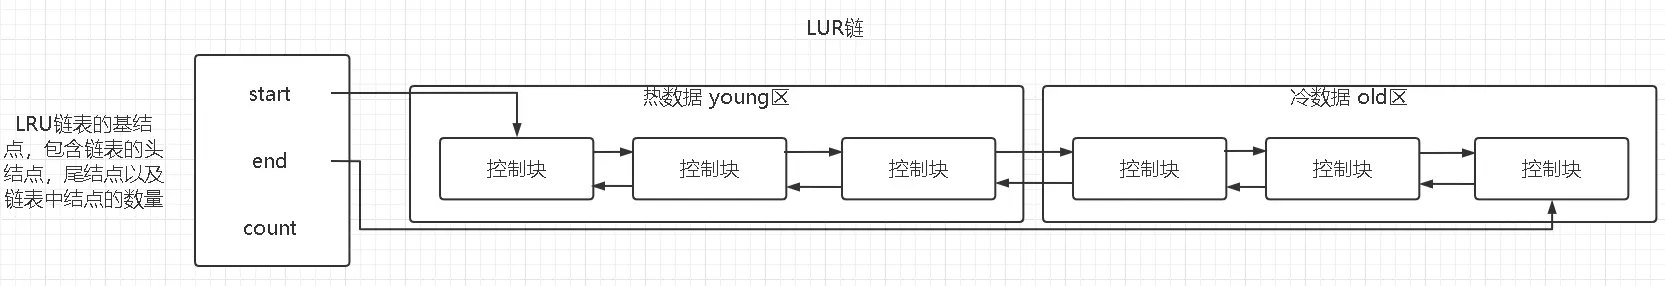 LUR链
LRU链表的基结
点，包含链表的头
结点，尾结点以及
链表中结点的数量
start
end
count
热数据 young区
控制块
控制块
控制块
冷数据 old区
控制块
控制块
控制块